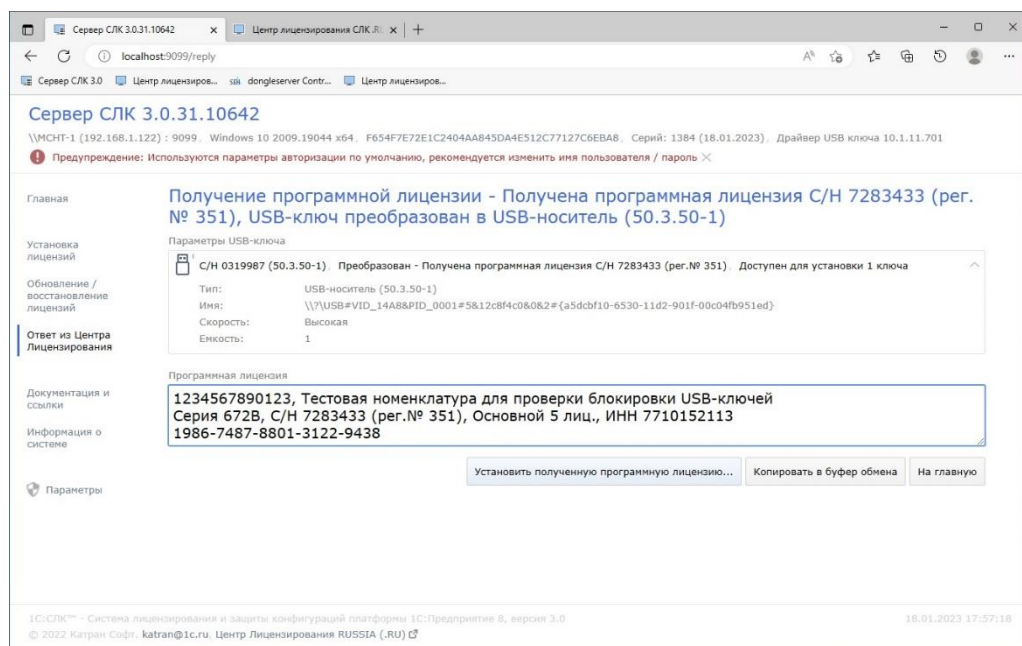 Сервер СЛК 3.0.31.10642
Центр лицензирования СЛК .RU
localhost:9099/reply
Сервер СЛК 3.0
Центр лицензиров...
dongleserver Contr...
Центр лицензиров...
Сервер СЛК 3.0.31.10642
\\MCHT-1 (192.168.1.122) : 9099, Windows 10 2009.19044 x64, F654F7E72E1C2404AA845DA4E512C77127C6EBA8, Серий: 1384 (18.01.2023), Драйвер USB ключа 10.1.11.701
Предупреждение: Используются параметры авторизации по умолчанию, рекомендуется изменить имя пользователя / пароль
Главная
Установка
лицензий
Обновление /
восстановление
лицензий
Ответ из Центра
Лицензирования
Документация и
ссылки
Информация о
системе
Параметры
Получение программной лицензии - Получена программная лицензия С/Н 7283433 (рег.
№ 351), USB-ключ преобразован в USB-носитель (50.3.50-1)
Параметры USB-ключа
С/Н 0319987 (50.3.50-1), Преобразован - Получена программная лицензия С/Н 7283433 (рег.№ 351), Доступен для установки 1 ключа
Тип: USB-носитель (50.3.50-1)
Имя: \\?\USB#VID_14A8&PID_0001#5&12c8f4c0&0&2#{a5dcbf10-6530-11d2-901f-00c04fb951ed}
Скорость: Высокая
Емкость: 1
Программная лицензия
1234567890123, Тестовая номенклатура для проверки блокировки USB-ключей
Серия 672B, С/Н 7283433 (рег.№ 351), Основной 5 лиц., ИНН 7710152113
1986-7487-8801-3122-9438
Установить полученную программную лицензию... Копировать в буфер обмена На главную
1С:СЛК™ - Система лицензирования и защиты конфигураций платформы 1С:Предприятие 8, версия 3.0
18.01.2023 17:57:18
© 2022 Катран Софт, katran@1c.ru, Центр Лицензирования RUSSIA (.RU)